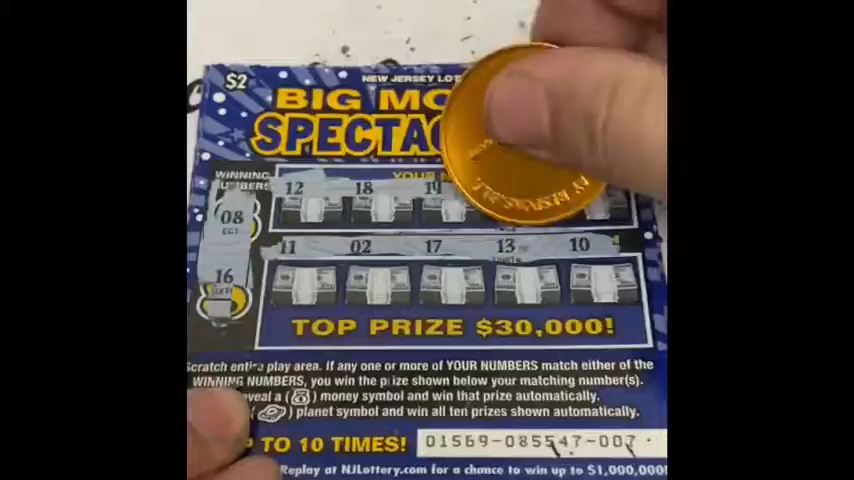 $2
NEW JERSEY LOT
BIG MO
SPECTA
WINNING
NUMBERS
YOUR
12 18 19
08
EGT
11 02 17 13 10
16
TOP PRIZE $30,000!
Scratch entire play area. If any one or more of YOUR NUMBERS match either of the
WINNING NUMBERS, you win the prize shown below your matching number(s).
eveal a ( ) money symbol and win that prize automatically.
( ) planet symbol and win all ten prizes shown automatically.
TO 10 TIMES!
01569-085547-007
Replay at NJLottery.com for a chance to win up to $1,000,000